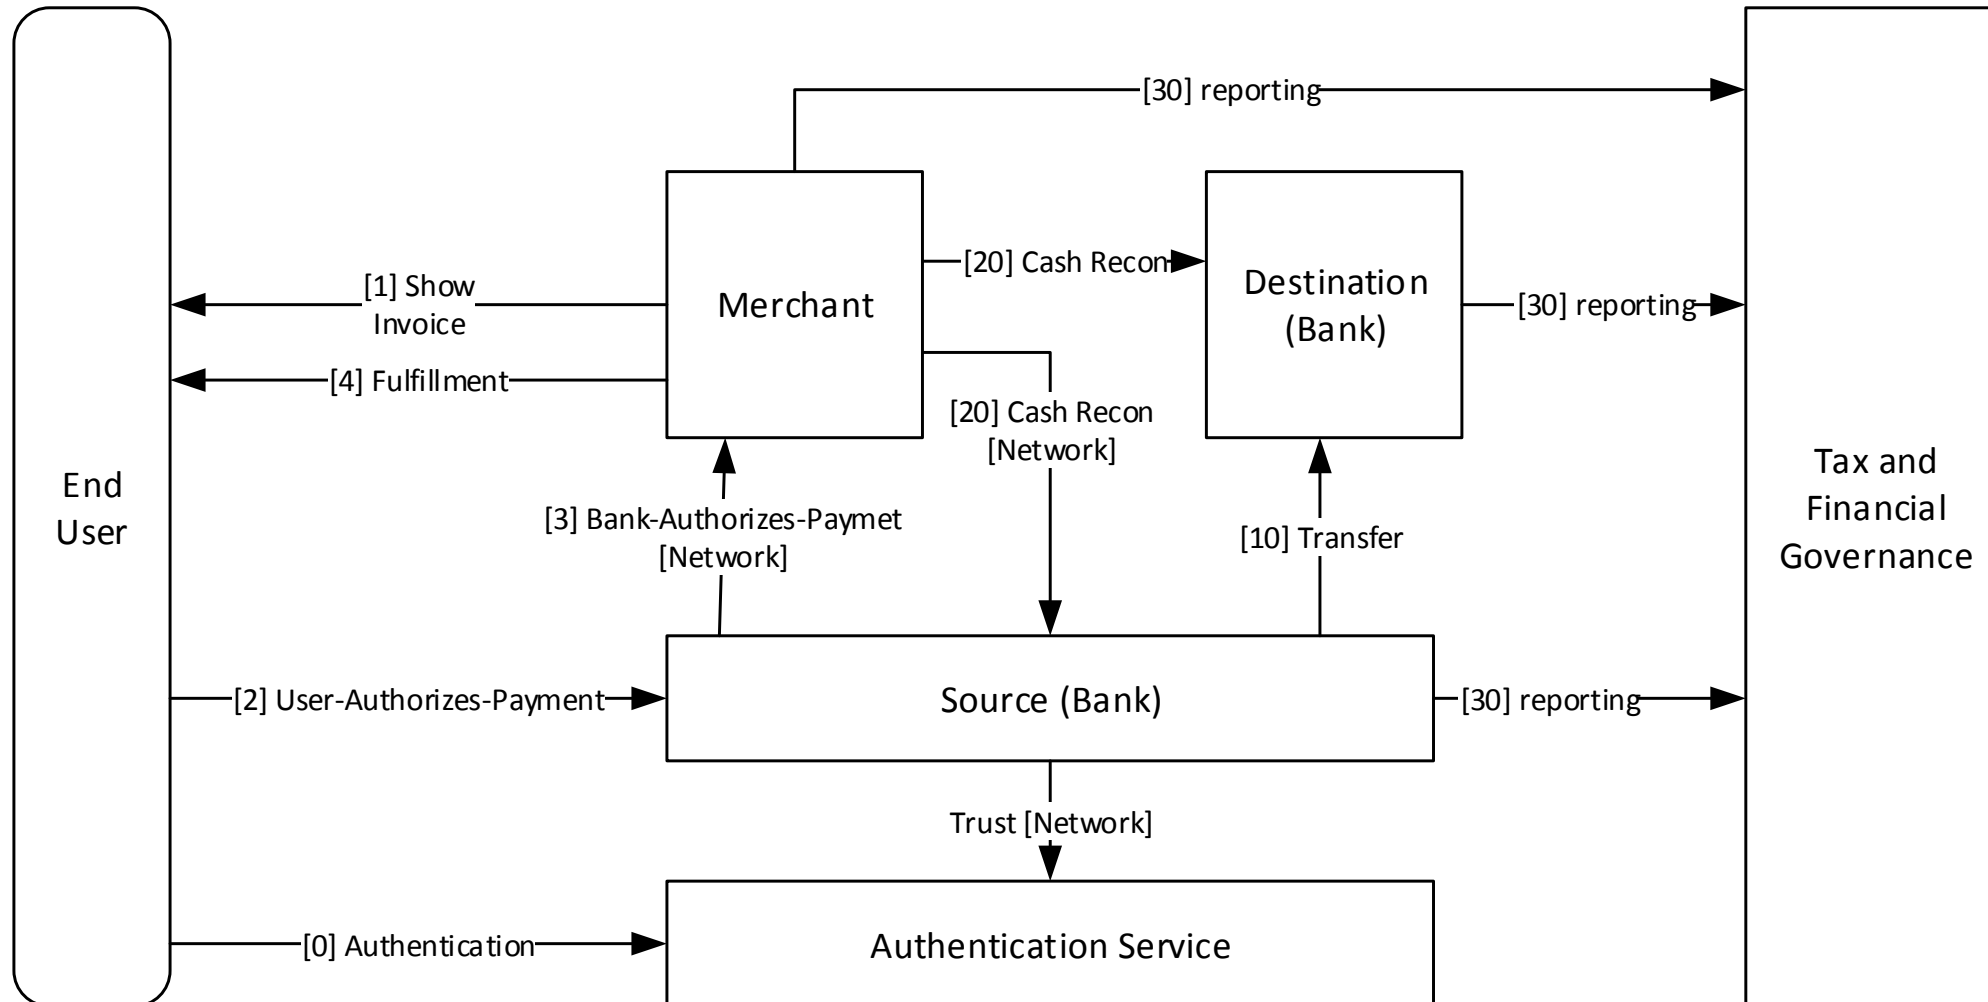 [30] reporting
[1] Show
Invoice
[4] Fulfillment
Merchant
[20] Cash Recon
Destination
(Bank)
[30] reporting
[20] Cash Recon
[Network]
End
User
[3] Bank-Authorizes-Paymet
[Network]
[10] Transfer
Tax and
Financial
Governance
[2] User-Authorizes-Payment
Source (Bank)
[30] reporting
Trust [Network]
[0] Authentication
Authentication Service